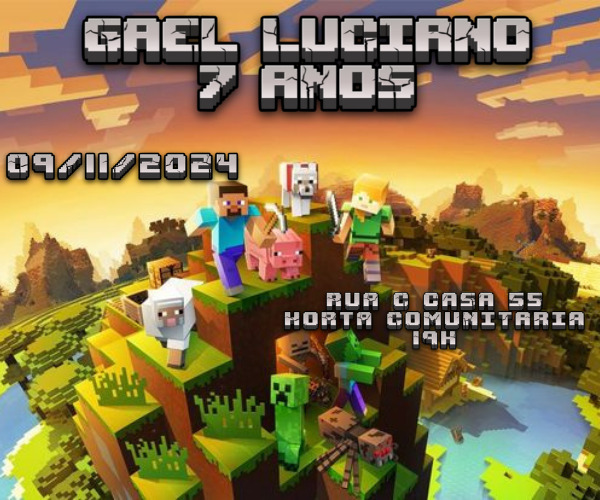 GAEL LUCIANO
7 ANOS
09/11/2024
RUA C CASA 55
HORTA COMUNITARIA
19H